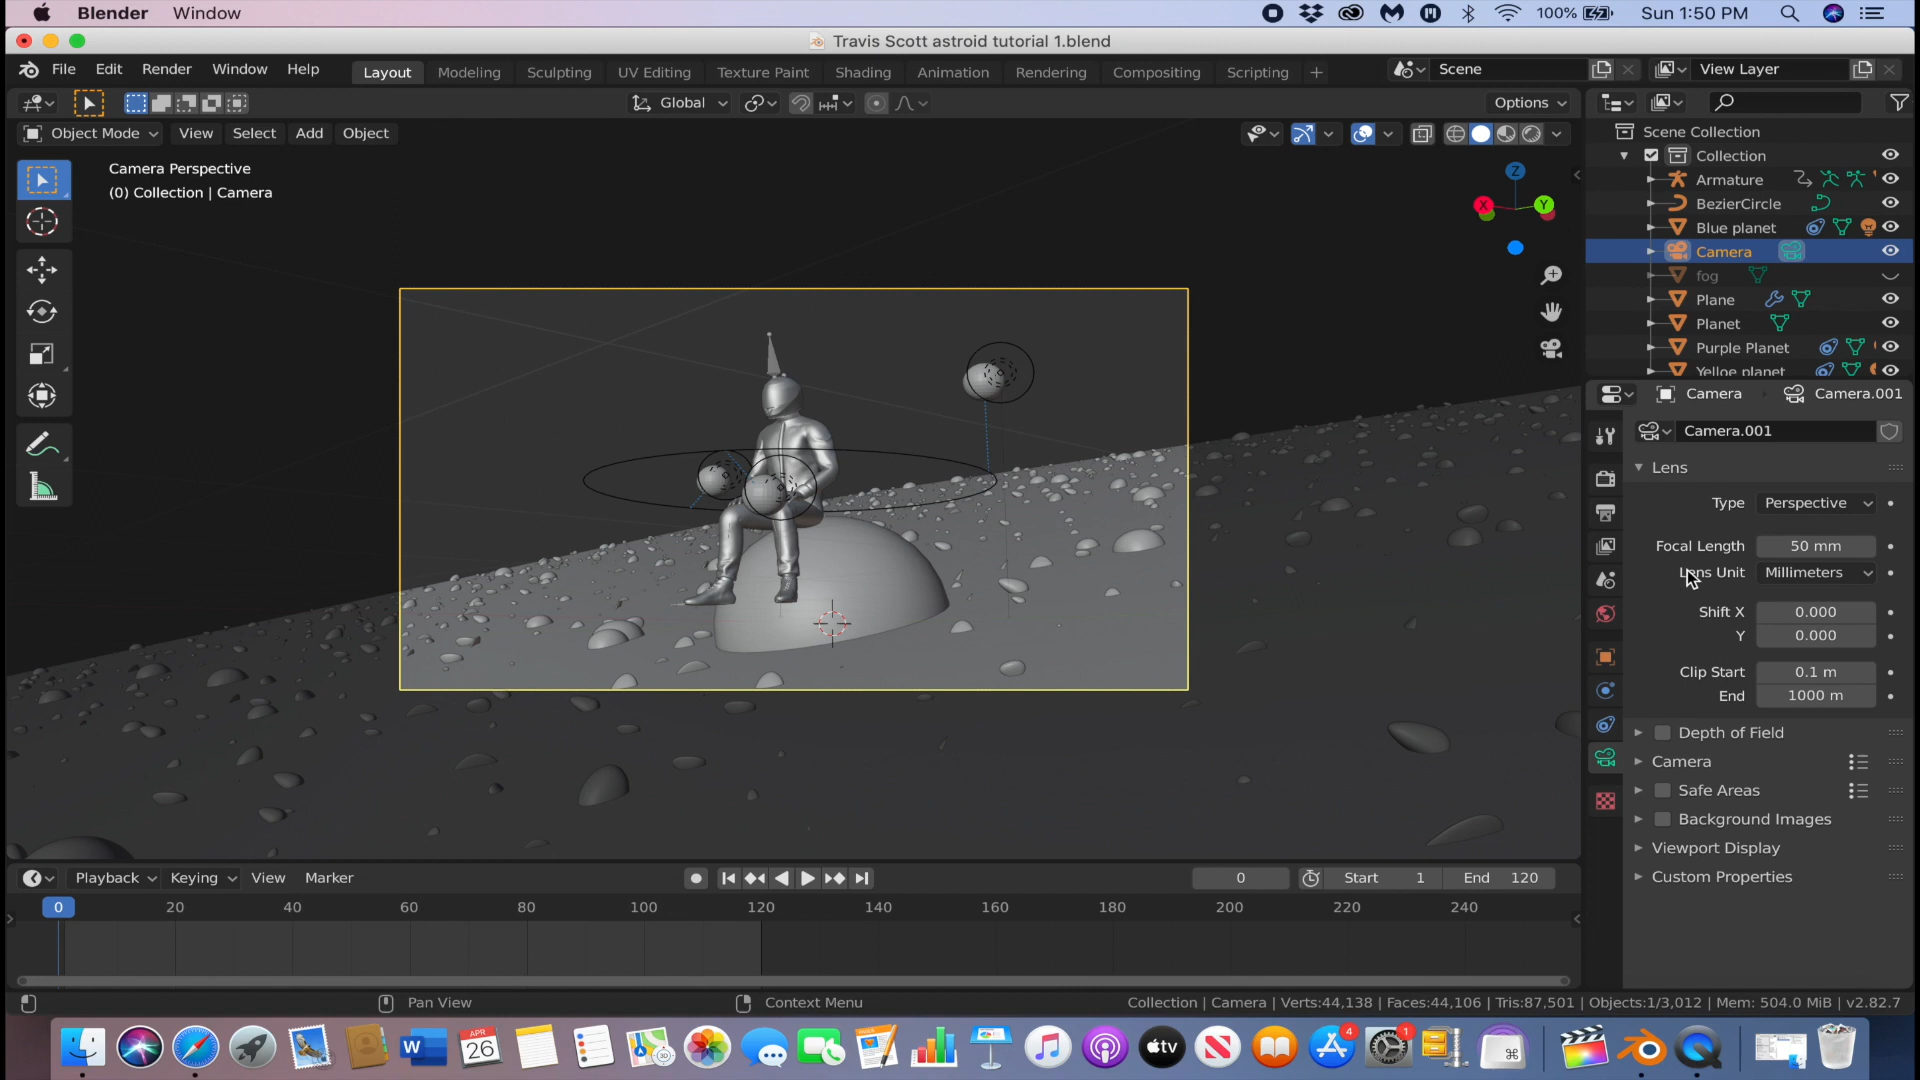 Blender Window 100% Sun 1:50 PM
Travis Scott astroid tutorial 1.blend
File Edit Render Window Help Layout Modeling Sculpting UV Editing Texture Paint Shading Animation Rendering Compositing Scripting + Scene View Layer
Global Options
Object Mode View Select Add Object
Camera Perspective
(0) Collection | Camera
Z
X
Y
Scene Collection
Collection
Armature
BezierCircle
Blue planet
Camera
fog
Plane
Planet
Purple Planet
Yelloe planet
Camera Camera.001
Camera.001
Lens
Type Perspective
Focal Length 50 mm
Lens Unit Millimeters
Shift X 0.000
Y 0.000
Clip Start 0.1 m
End 1000 m
Depth of Field
Camera
Safe Areas
Background Images
Viewport Display
Custom Properties
Playback Keying View Marker 0 Start 1 End 120
0 20 40 60 80 100 120 140 160 180 200 220 240
Pan View Context Menu Collection | Camera | Verts:44,138 | Faces:44,106 | Tris:87,501 | Objects:1/3,012 | Mem: 504.0 MiB | v2.82.7
W APR 26 3D tv N A 4 1 ⌘